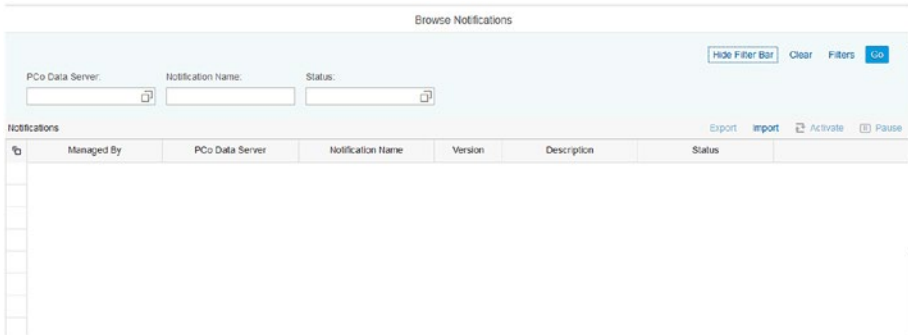 Browse Notifications
Hide Filter Bar Clear Filters Go
PCo Data Server: Notification Name: Status:
Notifications Export Import Activate Pause
Managed By PCo Data Server Notification Name Version Description Status